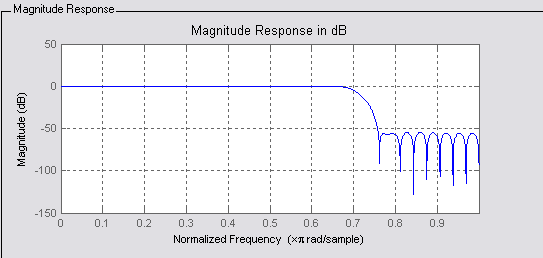 Magnitude Response
Magnitude Response in dB
Magnitude (dB)
50
0
-50
-100
-150
0 0.1 0.2 0.3 0.4 0.5 0.6 0.7 0.8 0.9
Normalized Frequency (×π rad/sample)